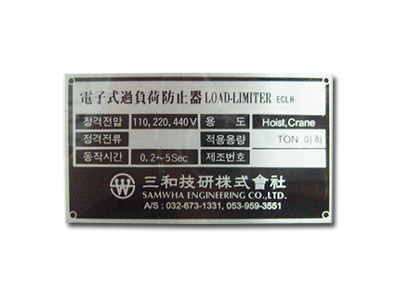 電子式過負荷防止器 LOAD-LIMITER ECLH-
정격전압 110,220,440V 용 도 Hoist,Crane
정격전류 적용용량 TON 이하
동작시간 0.2~5Sec 제조번호
三和技硏株式會社
SAMWHA ENGINEERING CO.,LTD.
A/S : 032-673-1331, 053-959-3551